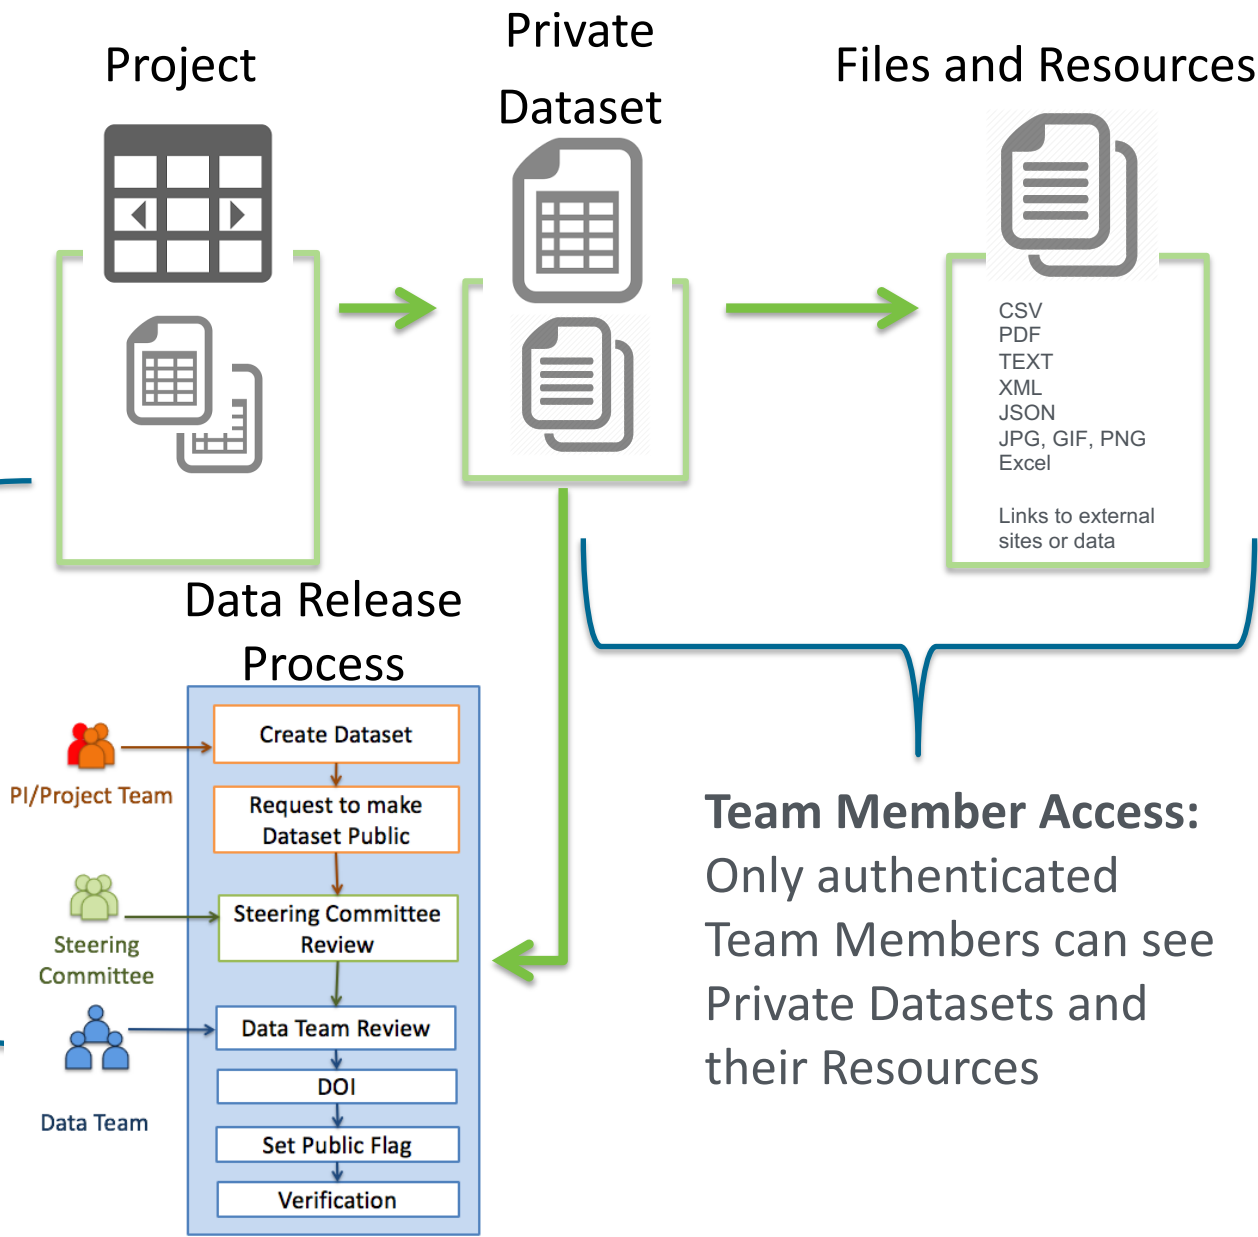 Project
Private
Dataset
Files and Resources
CSV
PDF
TEXT
XML
JSON
JPG, GIF, PNG
Excel
Links to external
sites or data
Data Release
Process
PI/Project Team
Create Dataset
Request to make
Dataset Public
Steering
Committee
Steering Committee
Review
Data Team
Data Team Review
DOI
Set Public Flag
Verification
Team Member Access:
Only authenticated
Team Members can see
Private Datasets and
their Resources